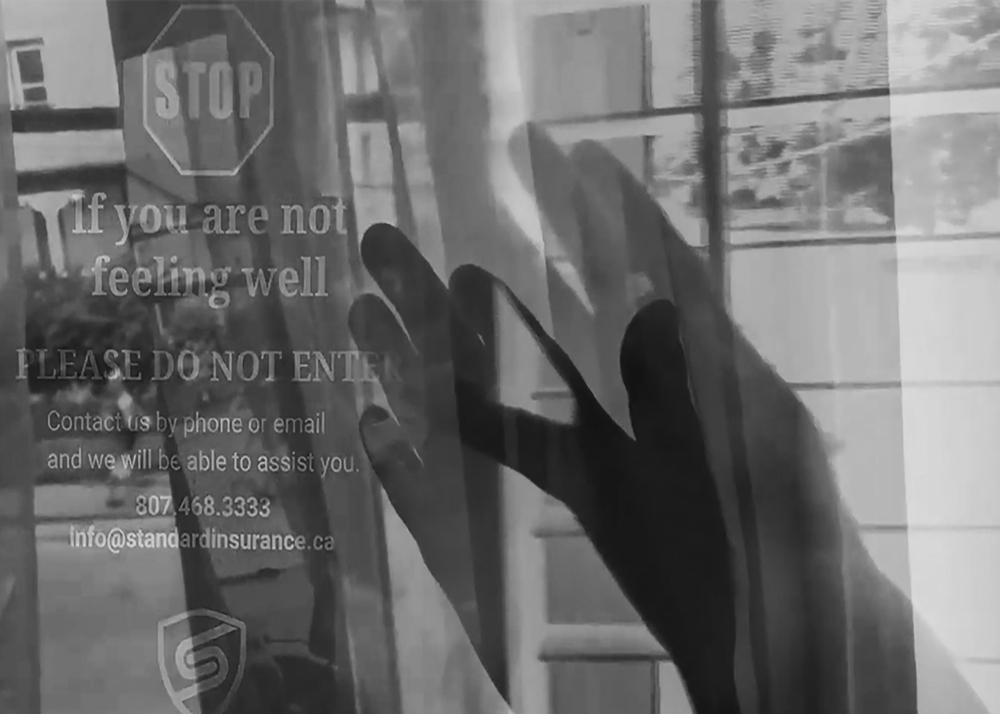 STOP
If you are not
feeling well
PLEASE DO NOT ENTER
Contact us by phone or email
and we will be able to assist you.
807.468.3333
Info@standardinsurance.ca